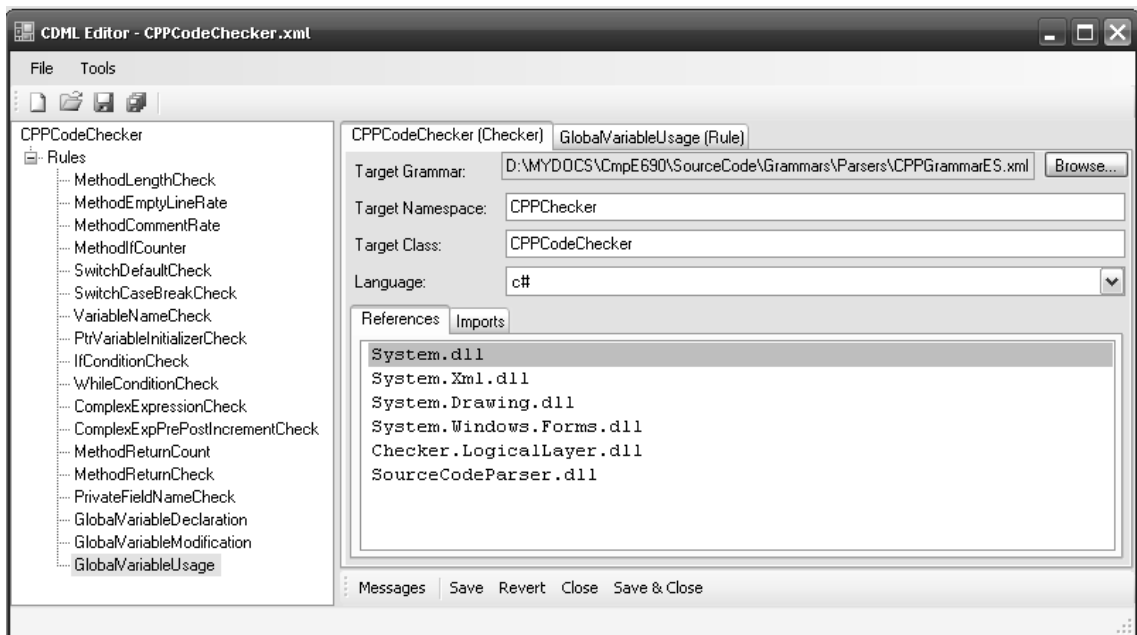 CDML Editor - CPPCodeChecker.xml
File Tools
CPPCodeChecker
Rules
MethodLengthCheck
MethodEmptyLineRate
MethodCommentRate
MethodIfCounter
SwitchDefaultCheck
SwitchCaseBreakCheck
VariableNameCheck
PtrVariableInitializerCheck
IfConditionCheck
WhileConditionCheck
ComplexExpressionCheck
ComplexExpPrePostIncrementCheck
MethodReturnCount
MethodReturnCheck
PrivateFieldNameCheck
GlobalVariableDeclaration
GlobalVariableModification
GlobalVariableUsage
CPPCodeChecker (Checker) GlobalVariableUsage (Rule)
Target Grammar: D:\MYDOCS\CmpE690\SourceCode\Grammars\Parsers\CPPGrammarES.xml Browse...
Target Namespace: CPPChecker
Target Class: CPPCodeChecker
Language: c#
References Imports
System.dll
System.Xml.dll
System.Drawing.dll
System.Windows.Forms.dll
Checker.LogicalLayer.dll
SourceCodeParser.dll
Messages Save Revert Close Save & Close